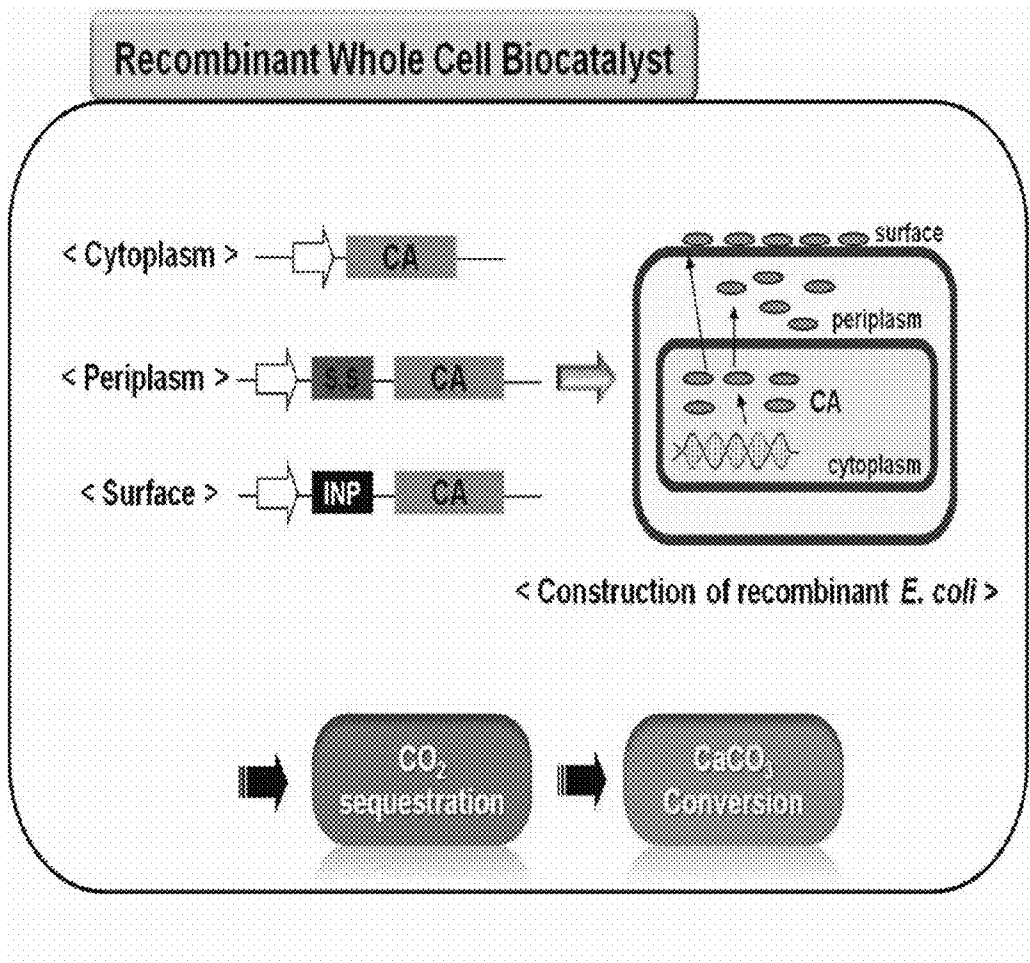 Recombinant Whole Cell Biocatalyst
< Cytoplasm >
CA
< Periplasm >
S.S
CA
< Surface >
INP
CA
surface
periplasm
CA
cytoplasm
< Construction of recombinant E. coli >
CO2
sequestration
CaCO3
Conversion